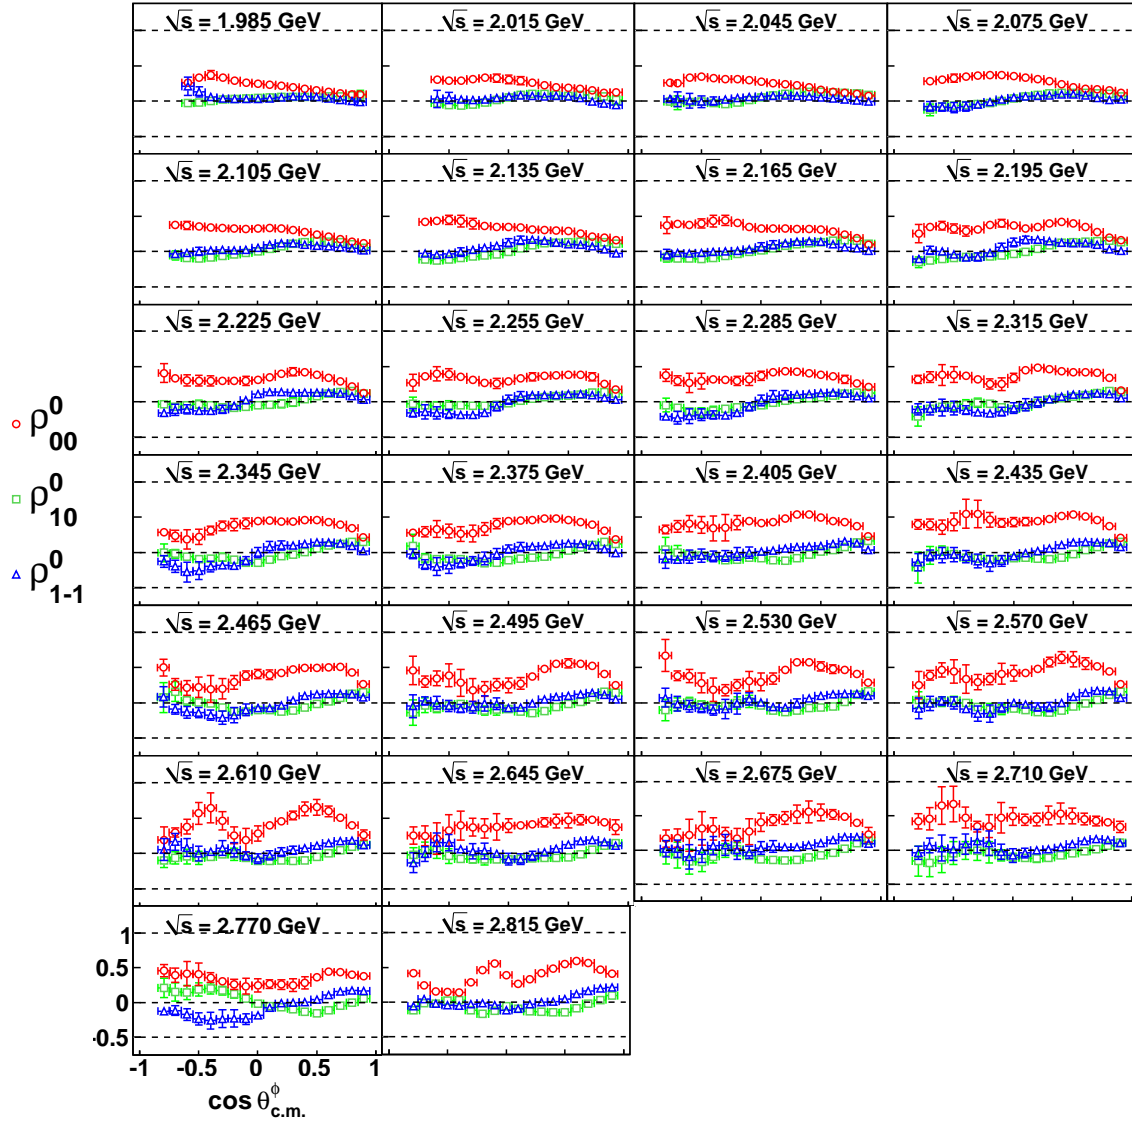 √s = 1.985 GeV
√s = 2.015 GeV
√s = 2.045 GeV
√s = 2.075 GeV
√s = 2.105 GeV
√s = 2.135 GeV
√s = 2.165 GeV
√s = 2.195 GeV
√s = 2.225 GeV
√s = 2.255 GeV
√s = 2.285 GeV
√s = 2.315 GeV
ρ⁰₀₀
√s = 2.345 GeV
√s = 2.375 GeV
√s = 2.405 GeV
√s = 2.435 GeV
ρ⁰₁₀
ρ⁰₁₋₁
√s = 2.465 GeV
√s = 2.495 GeV
√s = 2.530 GeV
√s = 2.570 GeV
√s = 2.610 GeV
√s = 2.645 GeV
√s = 2.675 GeV
√s = 2.710 GeV
√s = 2.770 GeV
√s = 2.815 GeV
1
0.5
0
-0.5
-1 -0.5 0 0.5 1
cos θ^ϕ_c.m.